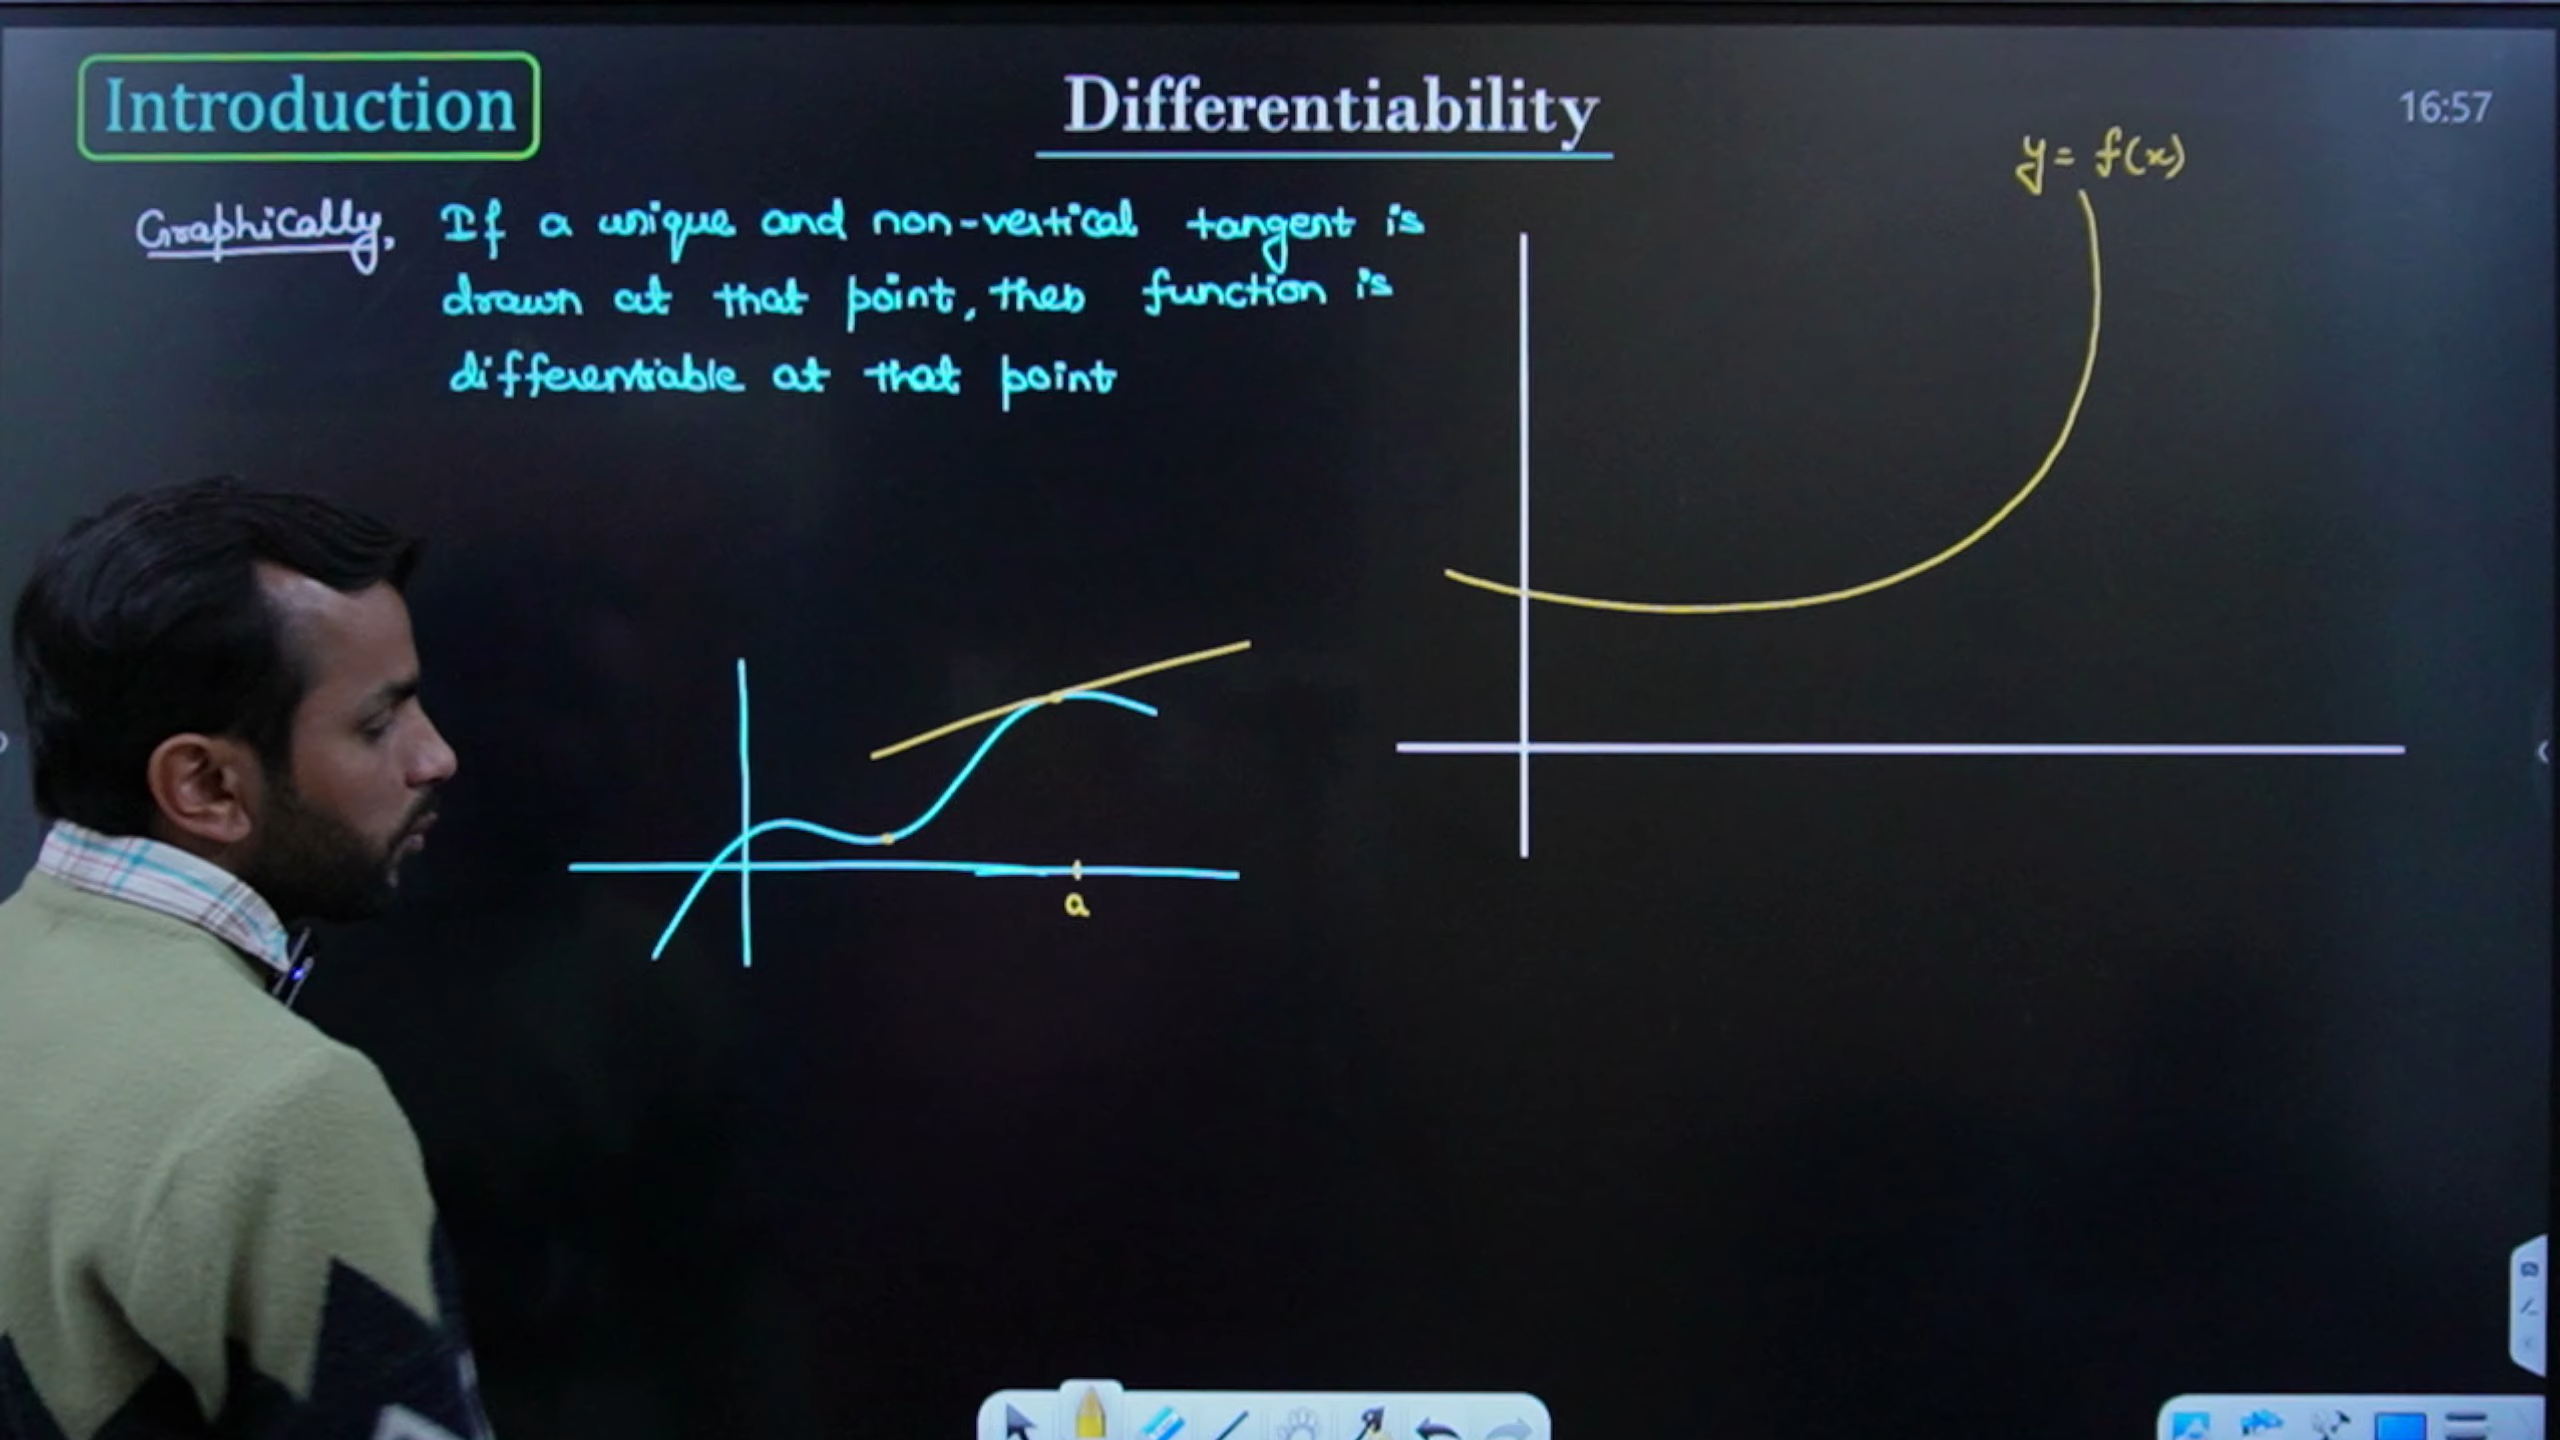 Introduction
Differentiability
16:57
y = f(x)
Graphically, If a unique and non-vertical tangent is
drawn at that point, then function is
differentiable at that point
a